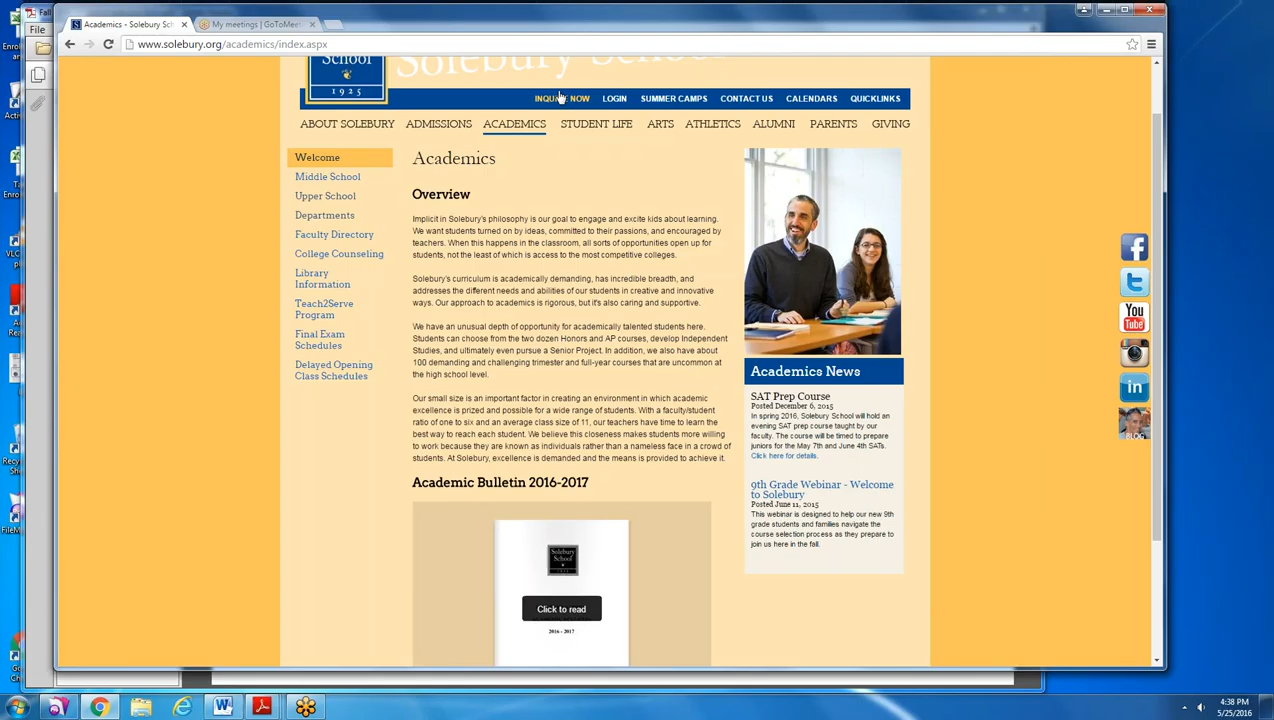 Fall
Academics - Solebury Sch
My meetings | GoToMeet
File
www.solebury.org/academics/index.aspx
School
1925
Solebury School
INQUIRE NOW
LOGIN
SUMMER CAMPS
CONTACT US
CALENDARS
QUICKLINKS
ABOUT SOLEBURY
ADMISSIONS
ACADEMICS
STUDENT LIFE
ARTS
ATHLETICS
ALUMNI
PARENTS
GIVING
Welcome
Middle School
Upper School
Departments
Faculty Directory
College Counseling
Library
Information
Teach2Serve
Program
Final Exam
Schedules
Delayed Opening
Class Schedules
Academics
Overview
Implicit in Solebury's philosophy is our goal to engage and excite kids about learning.
We want students turned on by ideas, committed to their passions, and encouraged by
teachers. When this happens in the classroom, all sorts of opportunities open up for
students, not the least of which is access to the most competitive colleges.
Solebury's curriculum is academically demanding, has incredible breadth, and
addresses the different needs and abilities of our students in creative and innovative
ways. Our approach to academics is rigorous, but it's also caring and supportive.
We have an unusual depth of opportunity for academically talented students here.
Students can choose from the two dozen Honors and AP courses, develop Independent
Studies, and ultimately even pursue a Senior Project. In addition, we also have about
100 demanding and challenging trimester and full-year courses that are uncommon at
the high school level.
Our small size is an important factor in creating an environment in which academic
excellence is prized and possible for a wide range of students. With a faculty/student
ratio of one to six and an average class size of 11, our teachers have time to learn the
best way to reach each student. We believe this closeness makes students more willing
to work because they are known as individuals rather than a nameless face in a crowd of
students. At Solebury, excellence is demanded and the means is provided to achieve it.
Academic Bulletin 2016-2017
Solebury
School
Click to read
2016 - 2017
Academics News
SAT Prep Course
Posted December 6, 2015
In spring 2016, Solebury School will hold an
evening SAT prep course taught by our
faculty. The course will be timed to prepare
juniors for the May 7th and June 4th SATs.
Click here for details.
9th Grade Webinar - Welcome
to Solebury
Posted June 11, 2015
This webinar is designed to help our new 9th
grade students and families navigate the
course selection process as they prepare to
join us here in the fall.
You
Tube
in
BLOG
4:38 PM
5/25/2016